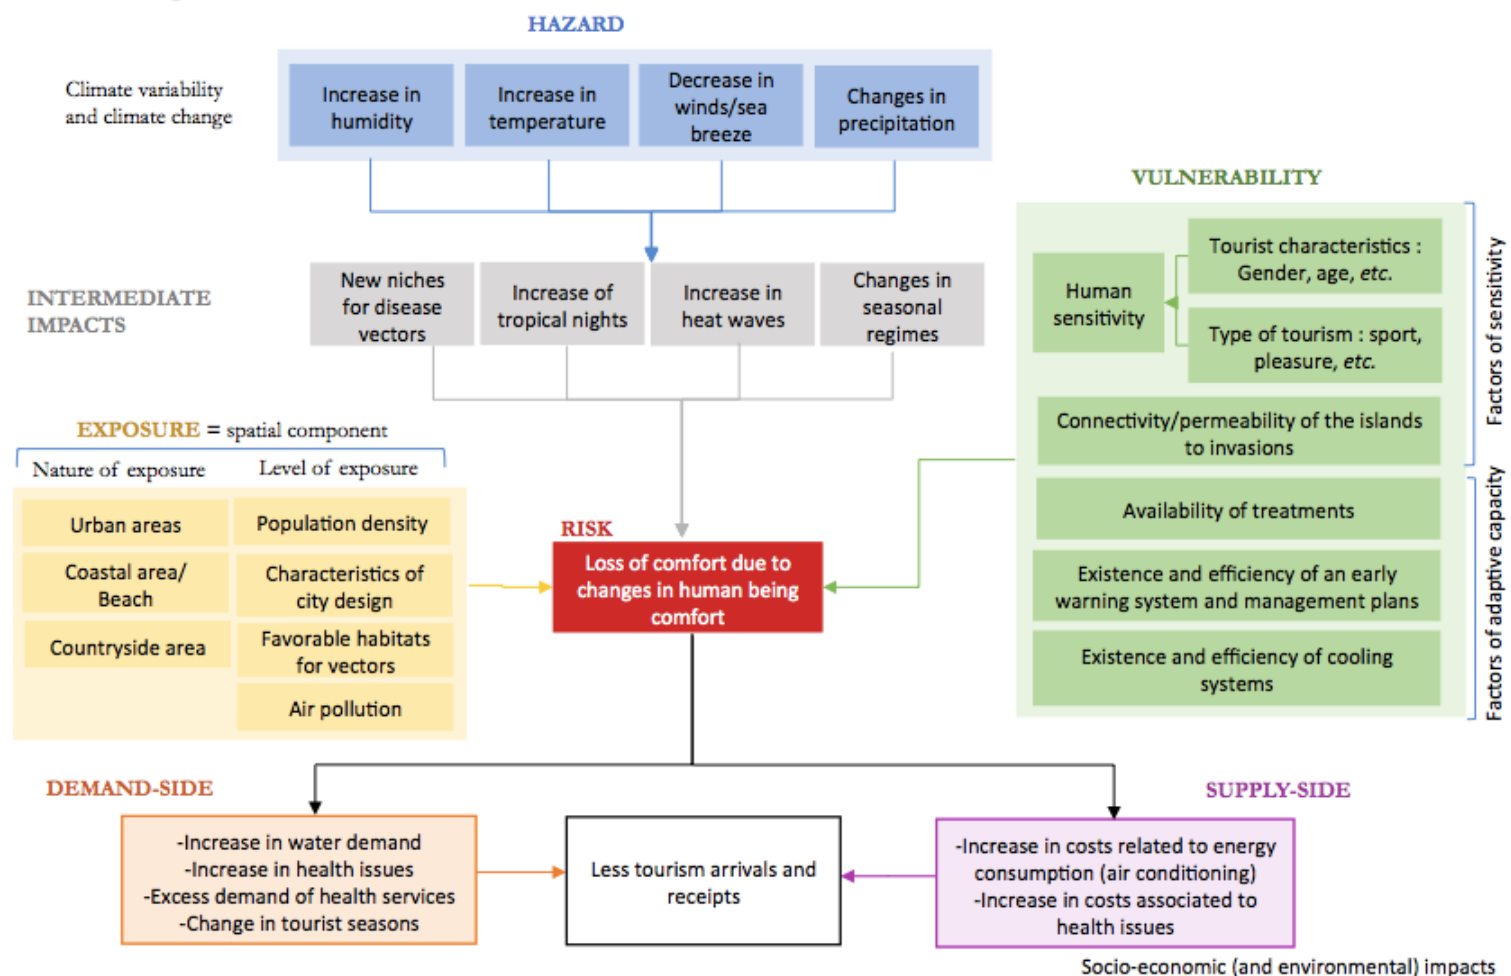 HAZARD
Climate variability
and climate change
Increase in
humidity
Increase in
temperature
Decrease in
winds/sea
breeze
Changes in
precipitation
VULNERABILITY
Tourist characteristics :
Gender, age, etc.
Human
sensitivity
Type of tourism : sport,
pleasure, etc.
Connectivity/permeability of the islands
to invasions
Factors of sensitivity
Availability of treatments
Existence and efficiency of an early
warning system and management plans
Existence and efficiency of cooling
systems
Factors of adaptive capacity
INTERMEDIATE
IMPACTS
New niches
for disease
vectors
Increase of
tropical nights
Increase in
heat waves
Changes in
seasonal
regimes
EXPOSURE = spatial component
Nature of exposure
Level of exposure
Urban areas
Population density
Coastal area/
Beach
Characteristics of
city design
Countryside area
Favorable habitats
for vectors
Air pollution
RISK
Loss of comfort due to
changes in human being
comfort
DEMAND-SIDE
-Increase in water demand
-Increase in health issues
-Excess demand of health services
-Change in tourist seasons
Less tourism arrivals and
receipts
SUPPLY-SIDE
-Increase in costs related to energy
consumption (air conditioning)
-Increase in costs associated to
health issues
Socio-economic (and environmental) impacts